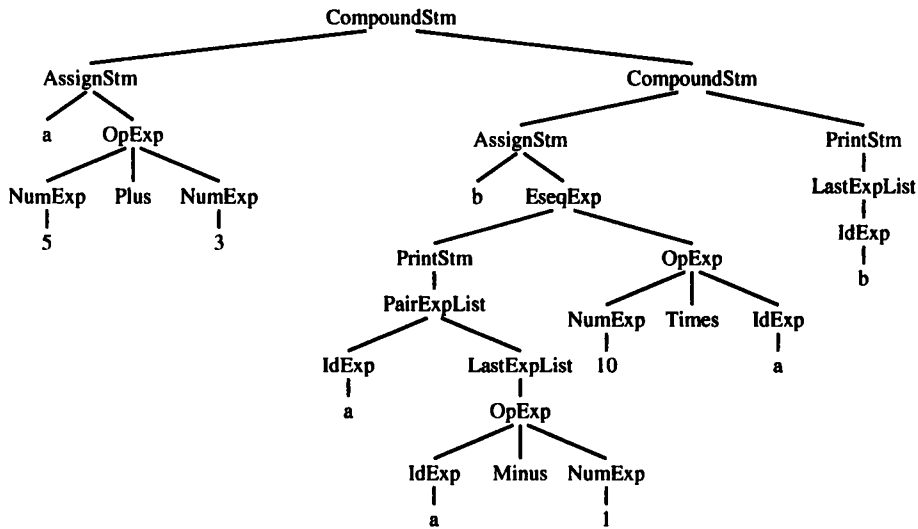 CompoundStm
AssignStm CompoundStm
a OpExp AssignStm PrintStm
NumExp Plus NumExp b EseqExp LastExpList
5 3 PrintStm OpExp IdExp
PairExpList NumExp Times IdExp b
IdExp LastExpList 10 a
a OpExp
IdExp Minus NumExp
a 1